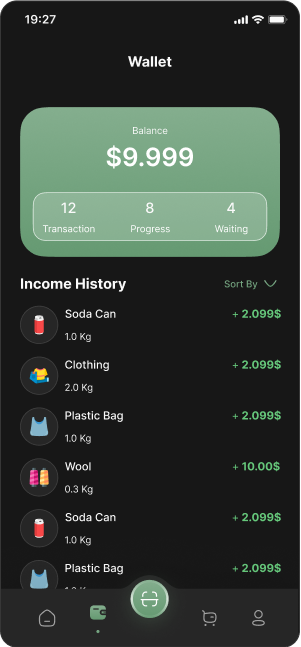 19:27
Wallet
Balance
$9.999
12 8 4
Transaction Progress Waiting
Income History Sort By
Soda Can + 2.099$
1.0 Kg
Clothing + 2.099$
2.0 Kg
Plastic Bag + 2.099$
1.0 Kg
Wool + 10.00$
0.3 Kg
Soda Can + 2.099$
1.0 Kg
Plastic Bag + 2.099$